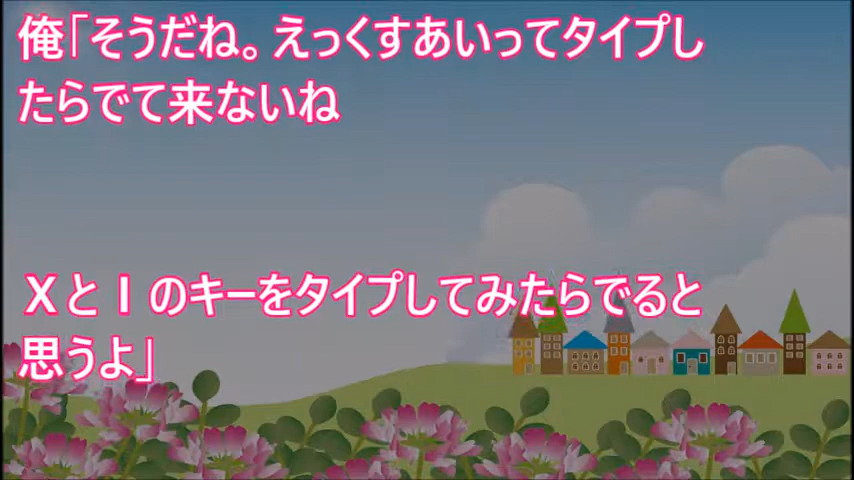 俺「そうだね。えっくすあいってタイプし
たらでて来ないね
ＸとＩのキーをタイプしてみたらでると
思うよ」